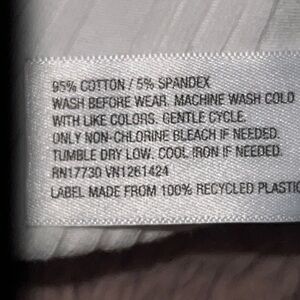 95% COTTON / 5% SPANDEX
WASH BEFORE WEAR. MACHINE WASH COLD
WITH LIKE COLORS. GENTLE CYCLE.
ONLY NON-CHLORINE BLEACH IF NEEDED.
TUMBLE DRY LOW. COOL IRON IF NEEDED.
RN17730 VN1261424
LABEL MADE FROM 100% RECYCLED PLASTIC